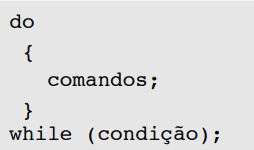 do
{
comandos;
}
while (condição);